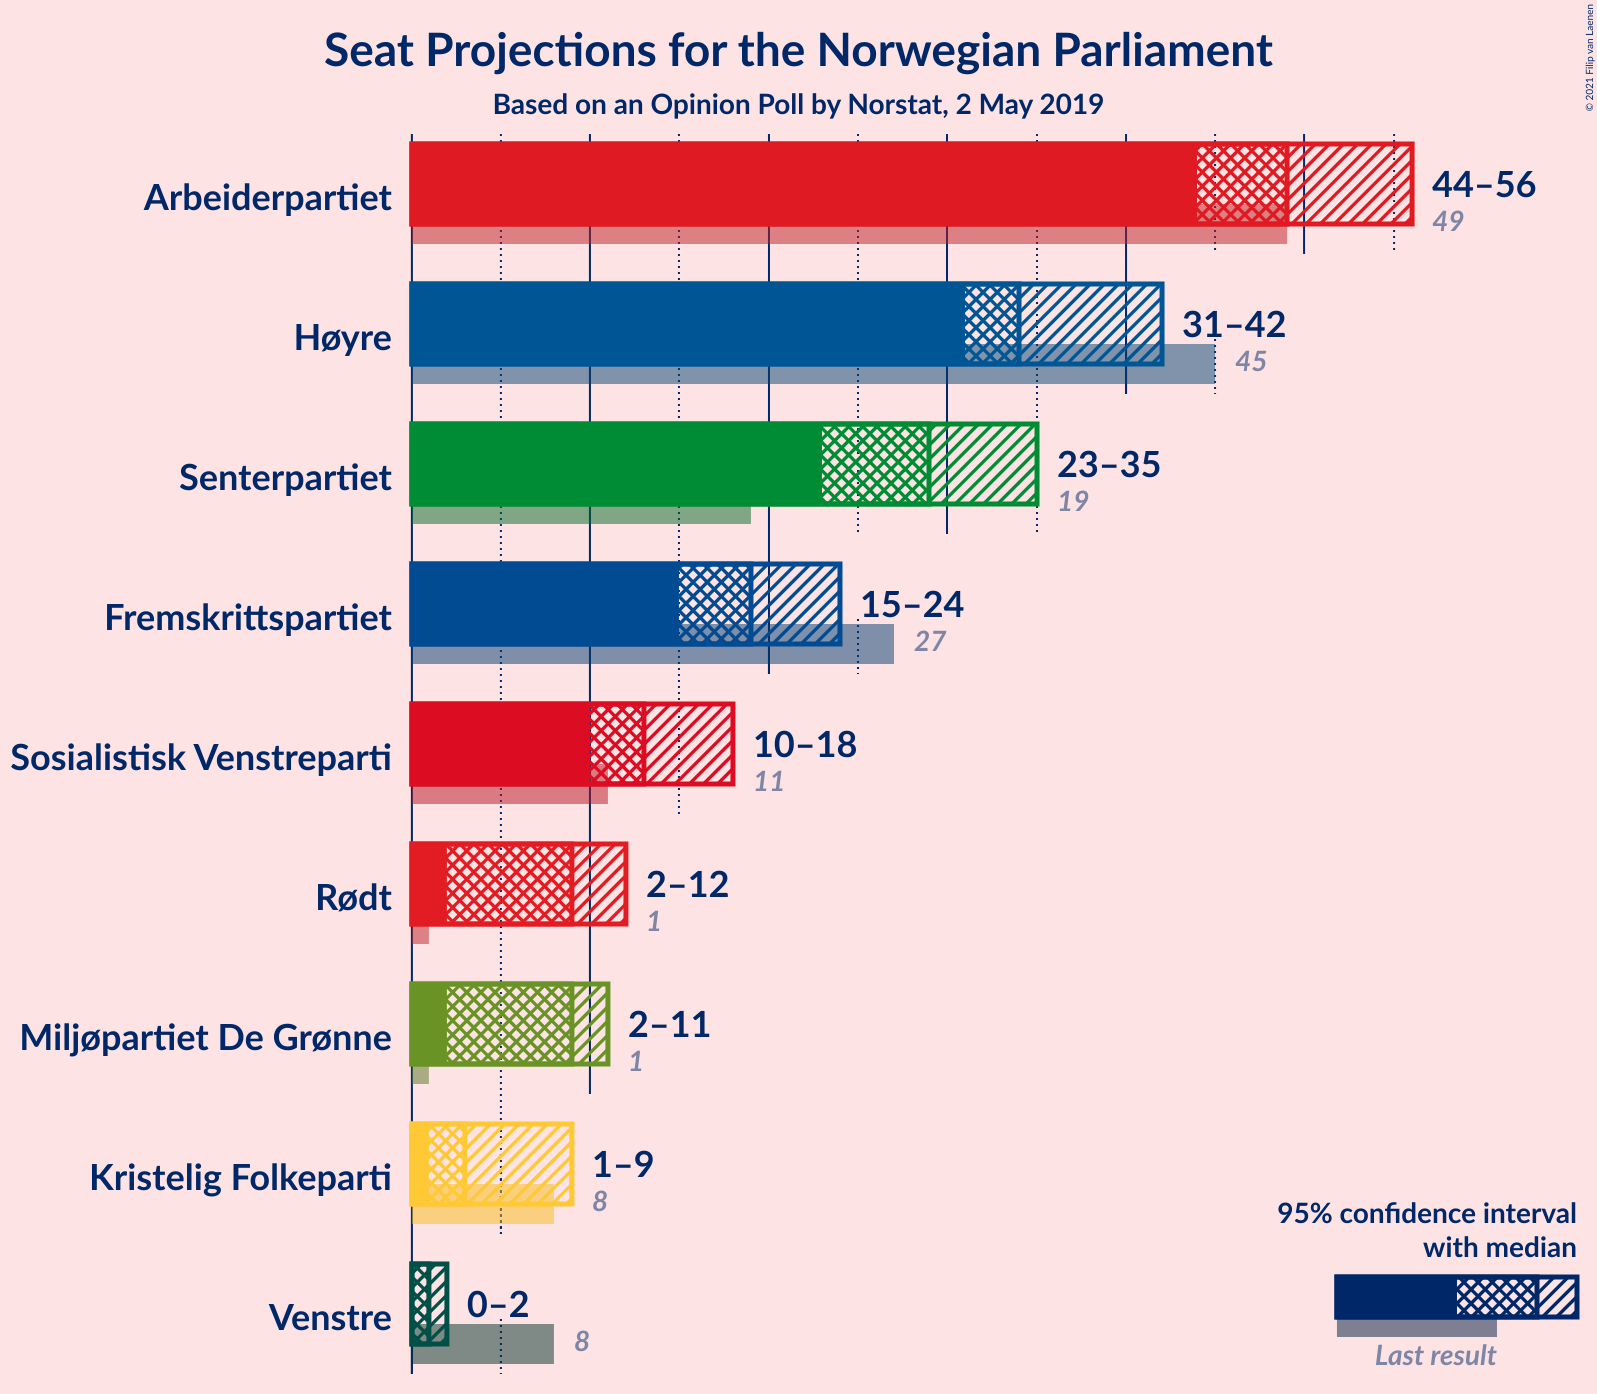 Seat Projections for the Norwegian Parliament
Based on an Opinion Poll by Norstat, 2 May 2019
© 2021 Filip van Laenen
Arbeiderpartiet
44–56
49
Høyre
31–42
45
Senterpartiet
23–35
19
Fremskrittspartiet
15–24
27
Sosialistisk Venstreparti
10–18
11
Rødt
2–12
1
Miljøpartiet De Grønne
2–11
1
Kristelig Folkeparti
1–9
8
Venstre
0–2
8
95% confidence interval
with median
Last result